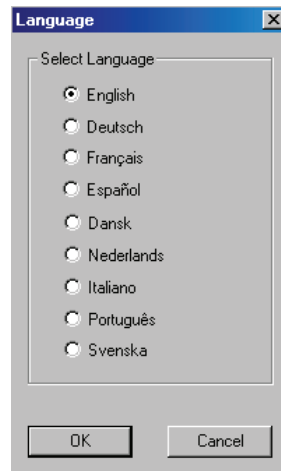 Language
Select Language
English
Deutsch
Français
Español
Dansk
Nederlands
Italiano
Português
Svenska
OK Cancel